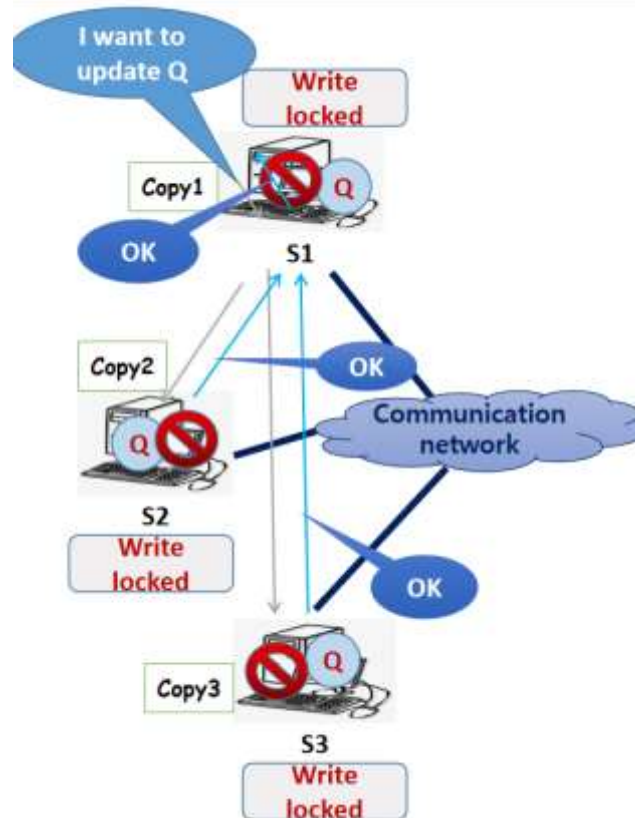 I want to
update Q
Write
locked
Copy1
Q
OK
S1
Copy2
OK
Communication
network
Q
S2
Write
locked
OK
Q
Copy3
S3
Write
locked